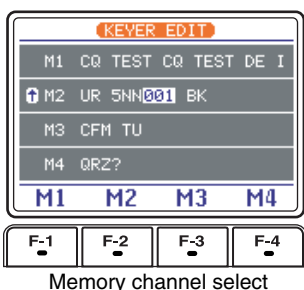 KEYER EDIT
M1 CQ TEST CQ TEST DE I
↑ M2 UR 5NN001 BK
M3 CFM TU
M4 QRZ?
M1 M2 M3 M4
F-1 F-2 F-3 F-4
Memory channel select